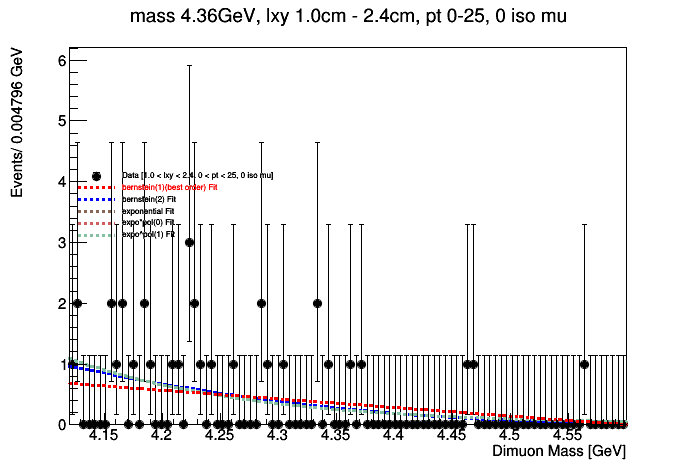 mass 4.36GeV, lxy 1.0cm - 2.4cm, pt 0-25, 0 iso mu
Events/ 0.004796 GeV
6
5
4
3
2
1
0
Data [1.0 < lxy < 2.4, 0 < pt < 25, 0 iso mu]
bernstein(1)(best order) Fit
bernstein(2) Fit
exponential Fit
expo*pol(0) Fit
expo*pol(1) Fit
4.15 4.2 4.25 4.3 4.35 4.4 4.45 4.5 4.55
Dimuon Mass [GeV]